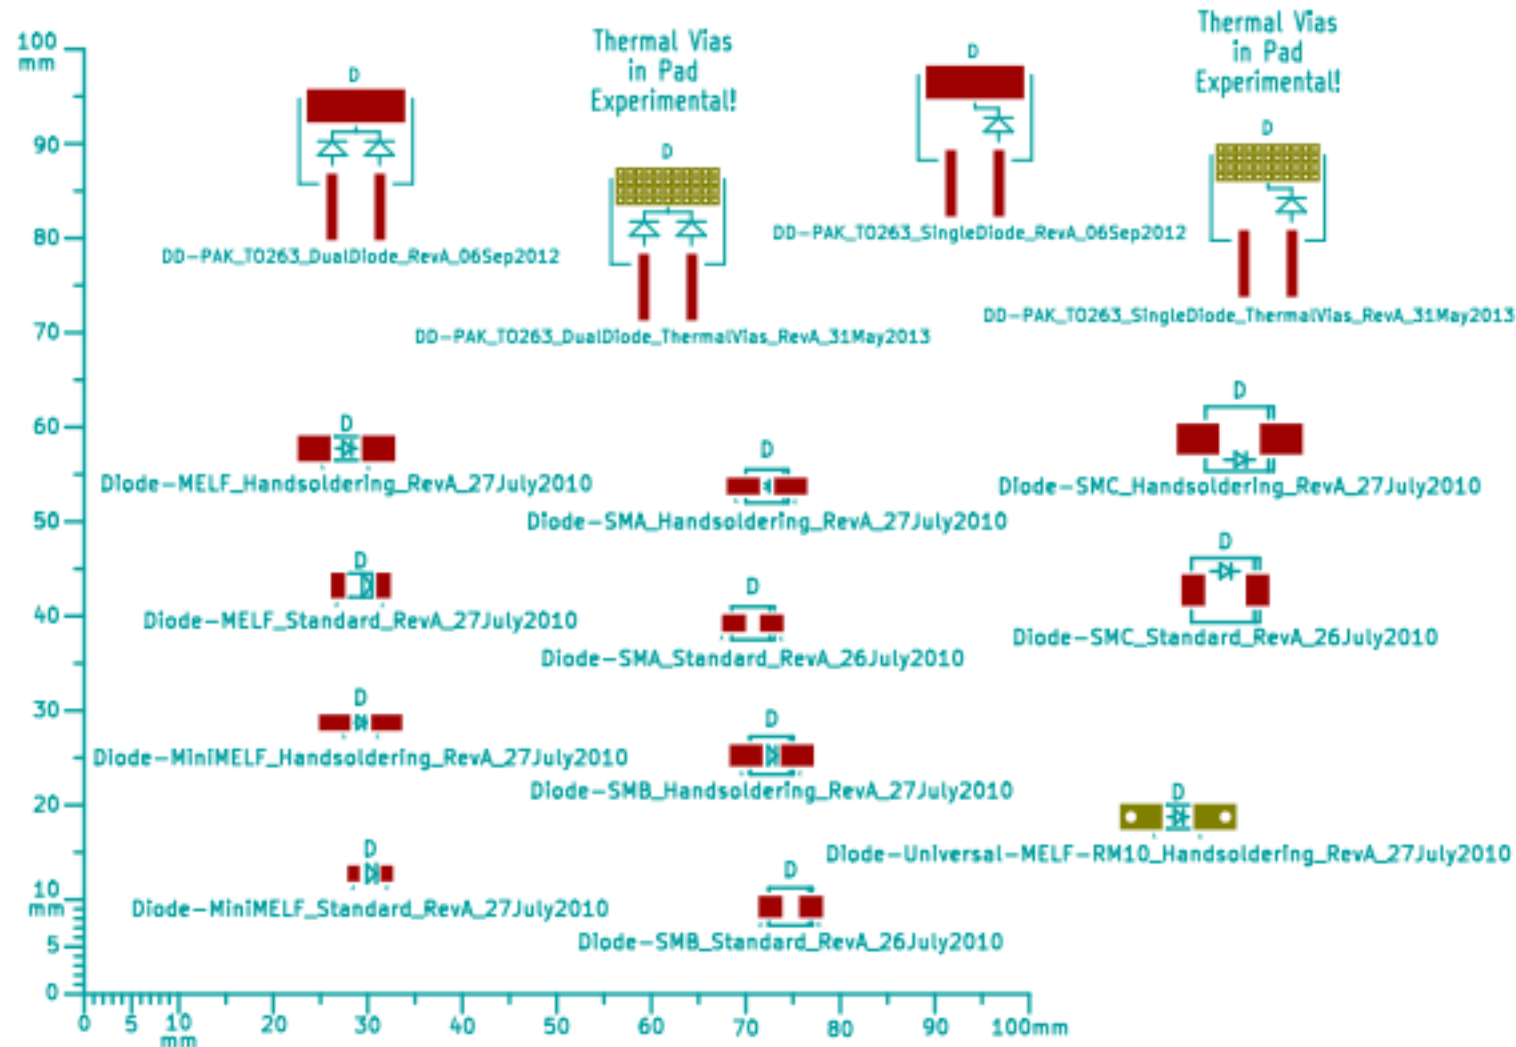 Thermal Vias
in Pad
Experimental!
Thermal Vias
in Pad
Experimental!
100
mm
D
D
D
D
90
80
DD-PAK_TO263_DualDiode_RevA_06Sep2012
DD-PAK_TO263_SingleDiode_RevA_06Sep2012
70
DD-PAK_TO263_DualDiode_ThermalVias_RevA_31May2013
DD-PAK_TO263_SingleDiode_ThermalVias_RevA_31May2013
60
D
D
D
Diode-MELF_Handsoldering_RevA_27July2010
Diode-SMC_Handsoldering_RevA_27July2010
50
Diode-SMA_Handsoldering_RevA_27July2010
D
D
D
40
Diode-MELF_Standard_RevA_27July2010
Diode-SMC_Standard_RevA_26July2010
Diode-SMA_Standard_RevA_26July2010
30
D
D
Diode-MiniMELF_Handsoldering_RevA_27July2010
Diode-SMB_Handsoldering_RevA_27July2010
20
D
Diode-Universal-MELF-RM10_Handsoldering_RevA_27July2010
D
D
10
mm
Diode-MiniMELF_Standard_RevA_27July2010
5
Diode-SMB_Standard_RevA_26July2010
0
0 5 10 20 30 40 50 60 70 80 90 100mm
mm